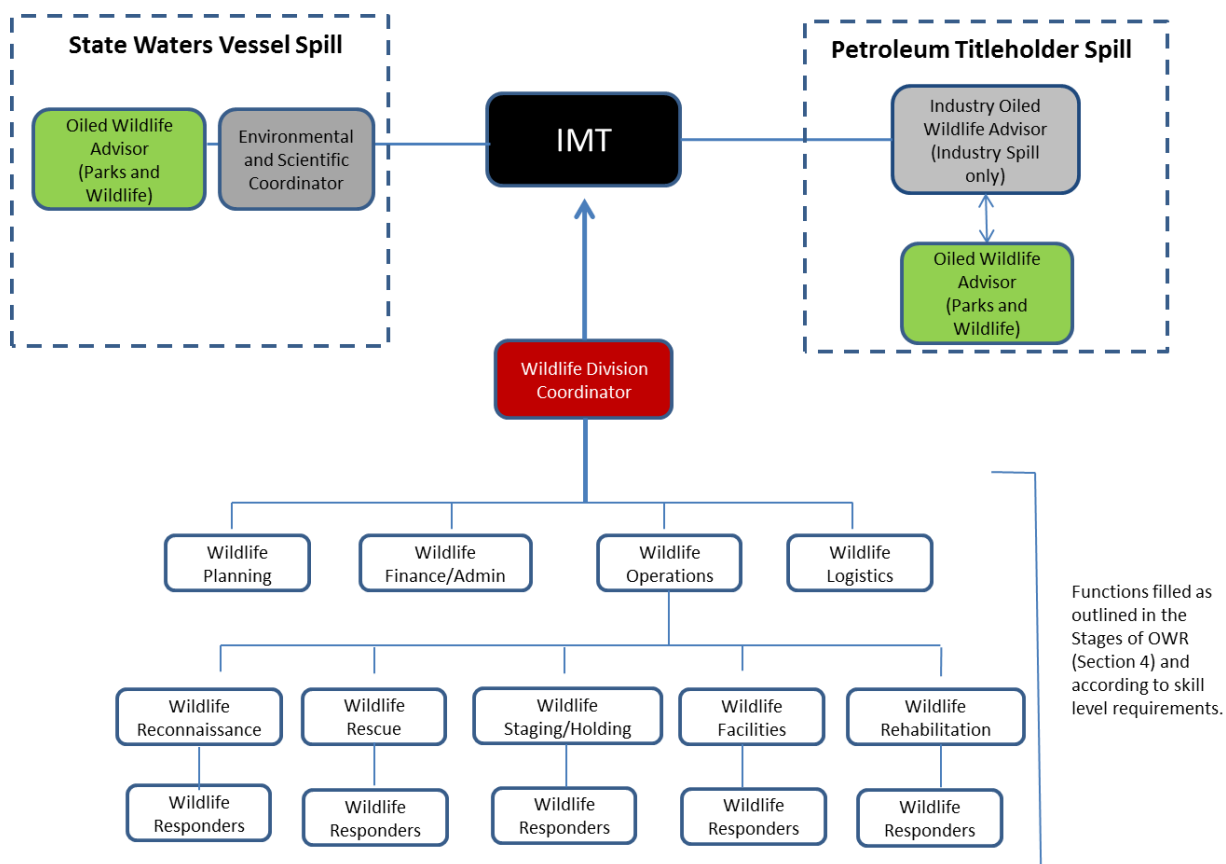 State Waters Vessel Spill
Oiled Wildlife
Advisor
(Parks and
Wildlife)
Environmental
and Scientific
Coordinator
IMT
Petroleum Titleholder Spill
Industry Oiled
Wildlife Advisor
(Industry Spill
only)
Oiled Wildlife
Advisor
(Parks and
Wildlife)
Wildlife Division
Coordinator
Wildlife
Planning
Wildlife
Finance/Admin
Wildlife
Operations
Wildlife
Logistics
Wildlife
Reconnaissance
Wildlife
Rescue
Wildlife
Staging/Holding
Wildlife
Facilities
Wildlife
Rehabilitation
Wildlife
Responders
Wildlife
Responders
Wildlife
Responders
Wildlife
Responders
Wildlife
Responders
Functions filled as
outlined in the
Stages of OWR
(Section 4) and
according to skill
level requirements.